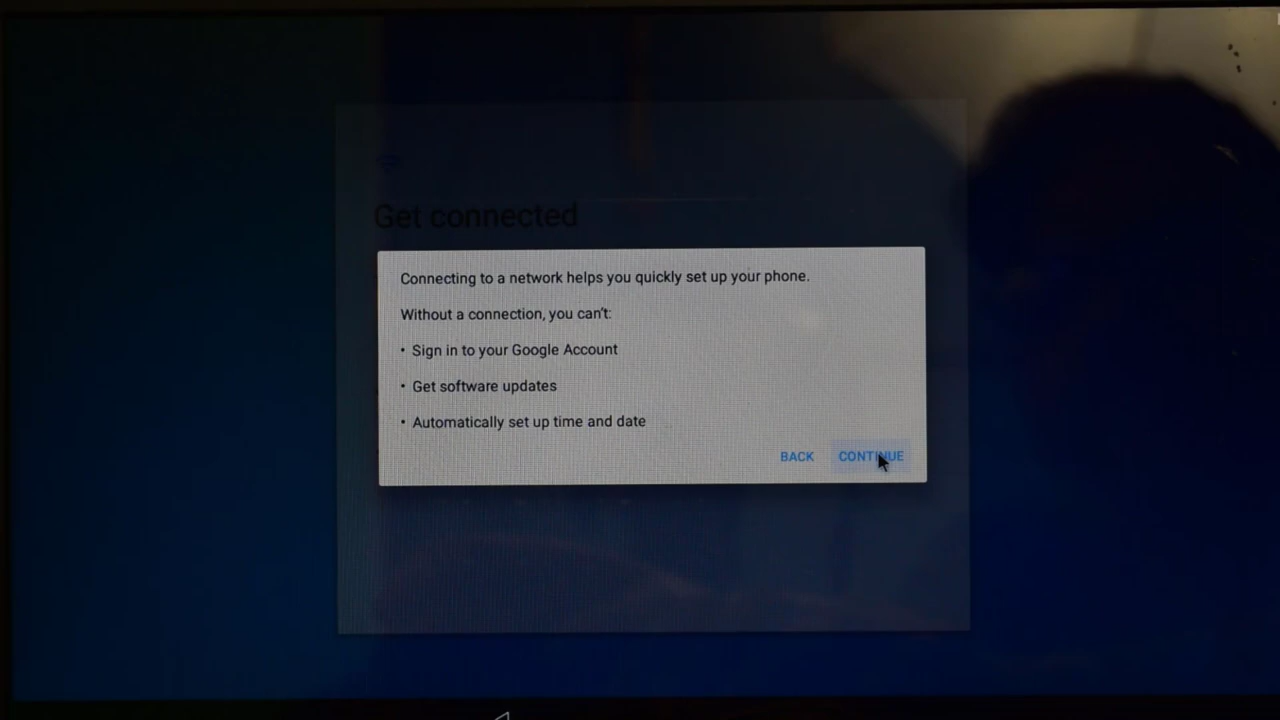 Get connected
Connecting to a network helps you quickly set up your phone.
Without a connection, you can't:
• Sign in to your Google Account
• Get software updates
• Automatically set up time and date
BACK CONTINUE